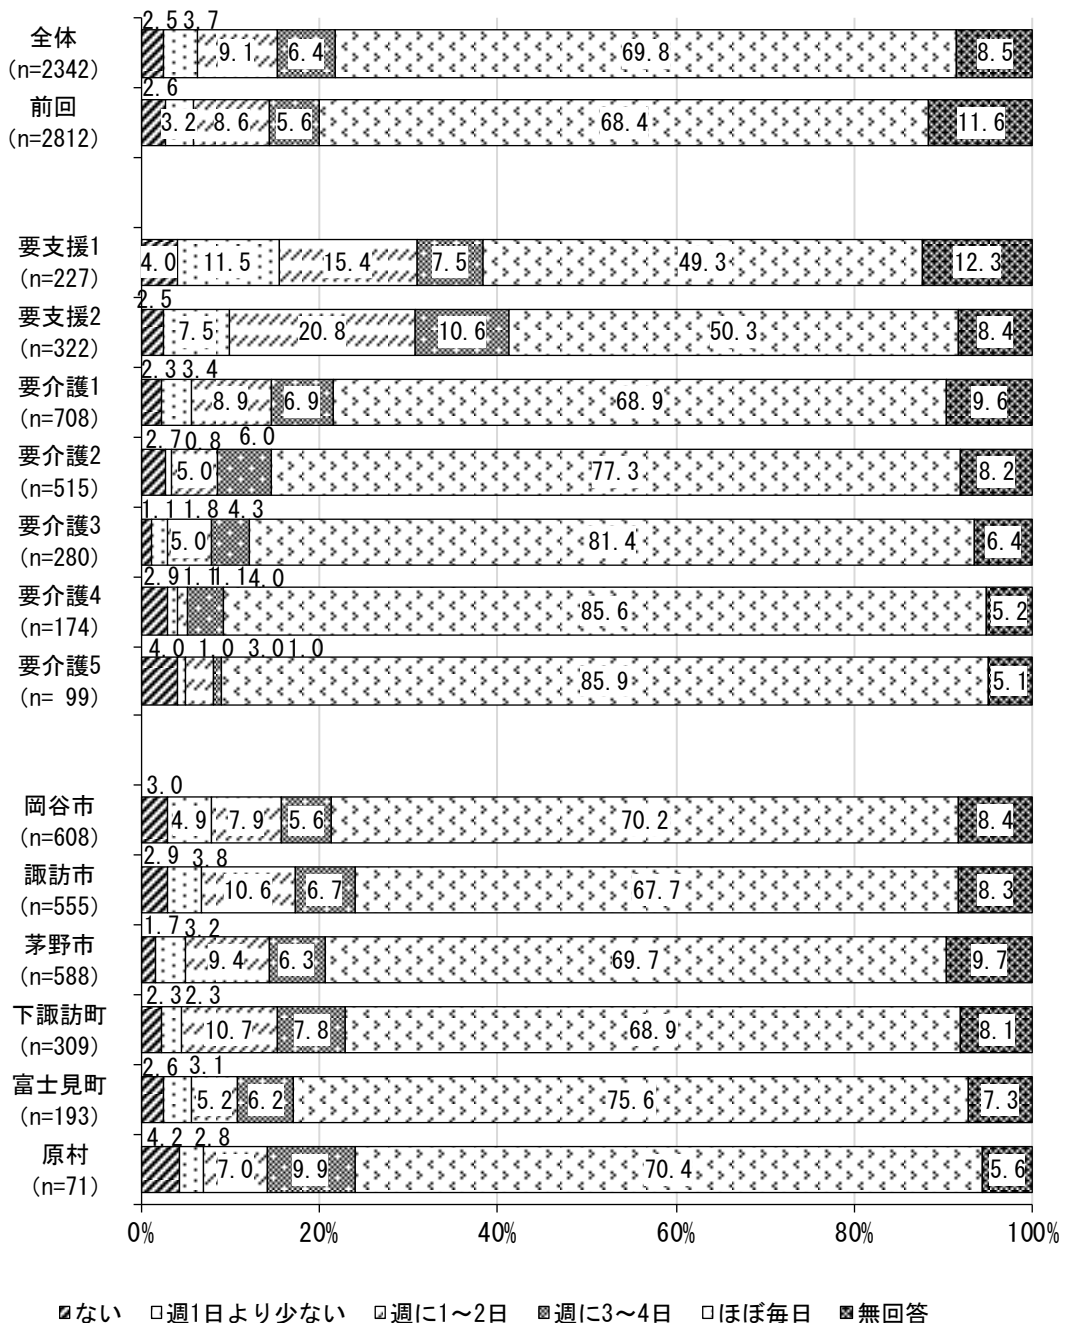 2.5 3.7
全体 9.1 6.4 69.8 8.5
(n=2342)
2.6
前回 3.2 8.6 5.6 68.4 11.6
(n=2812)
要支援1 4.0 11.5 15.4 7.5 49.3 12.3
(n=227)
2.5
要支援2 7.5 20.8 10.6 50.3 8.4
(n=322)
2.3 3.4
要介護1 8.9 6.9 68.9 9.6
(n=708)
2.7 0.8 6.0
要介護2 5.0 77.3 8.2
(n=515)
1.1 1.8 4.3
要介護3 5.0 81.4 6.4
(n=280)
2.9 1.1 1.1 4.0
要介護4 85.6 5.2
(n=174)
4.0 1.0 3.0 1.0
要介護5 85.9 5.1
(n= 99)
3.0
岡谷市 4.9 7.9 5.6 70.2 8.4
(n=608)
2.9 3.8
諏訪市 10.6 6.7 67.7 8.3
(n=555)
1.7 3.2
茅野市 9.4 6.3 69.7 9.7
(n=588)
2.3 2.3
下諏訪町 10.7 7.8 68.9 8.1
(n=309)
2.6 3.1
富士見町 5.2 6.2 75.6 7.3
(n=193)
4.2 2.8
原村 7.0 9.9 70.4 5.6
(n=71)
0% 20% 40% 60% 80% 100%
ない 週1日より少ない 週に1～2日 週に3～4日 ほぼ毎日 無回答